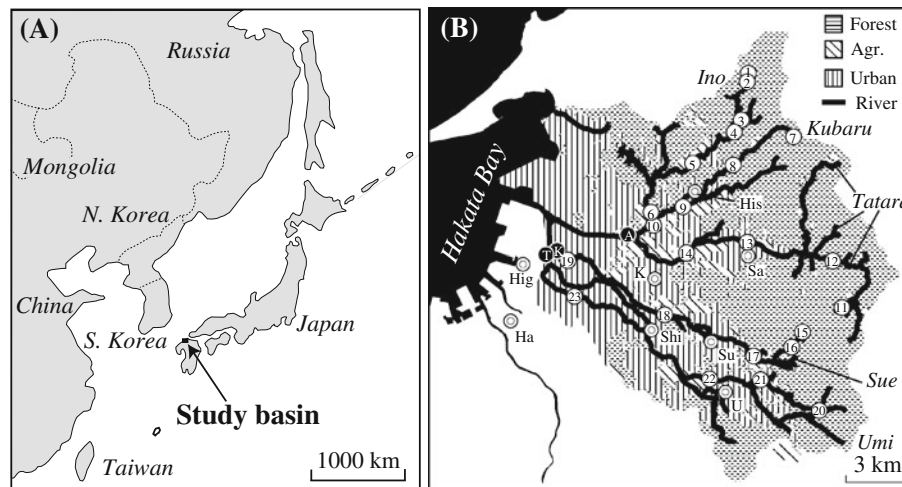 (A)
Russia
Mongolia
N. Korea
China
S. Korea
Japan
Study basin
Taiwan
1000 km
(B)
Forest
Agr.
Urban
River
Ino
Kubaru
Tatara
Sue
Umi
Hakata Bay
1
2
3
4
5
6
7
8
9
10
11
12
13
14
15
16
17
18
19
20
21
22
23
A
T
K
His
Sa
K
Hig
Ha
Shi
Su
U
3 km